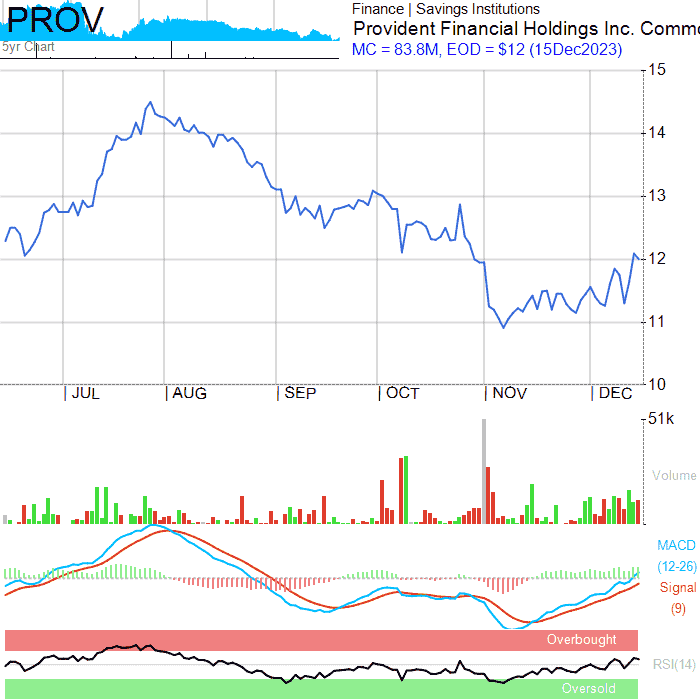 PROV
5yr Chart
Finance | Savings Institutions
Provident Financial Holdings Inc. Commo
MC = 83.8M, EOD = $12 (15Dec2023)
15
14
13
12
11
10
JUL AUG SEP OCT NOV DEC
51k
Volume
MACD
(12-26)
Signal
(9)
Overbought
RSI(14)
Oversold